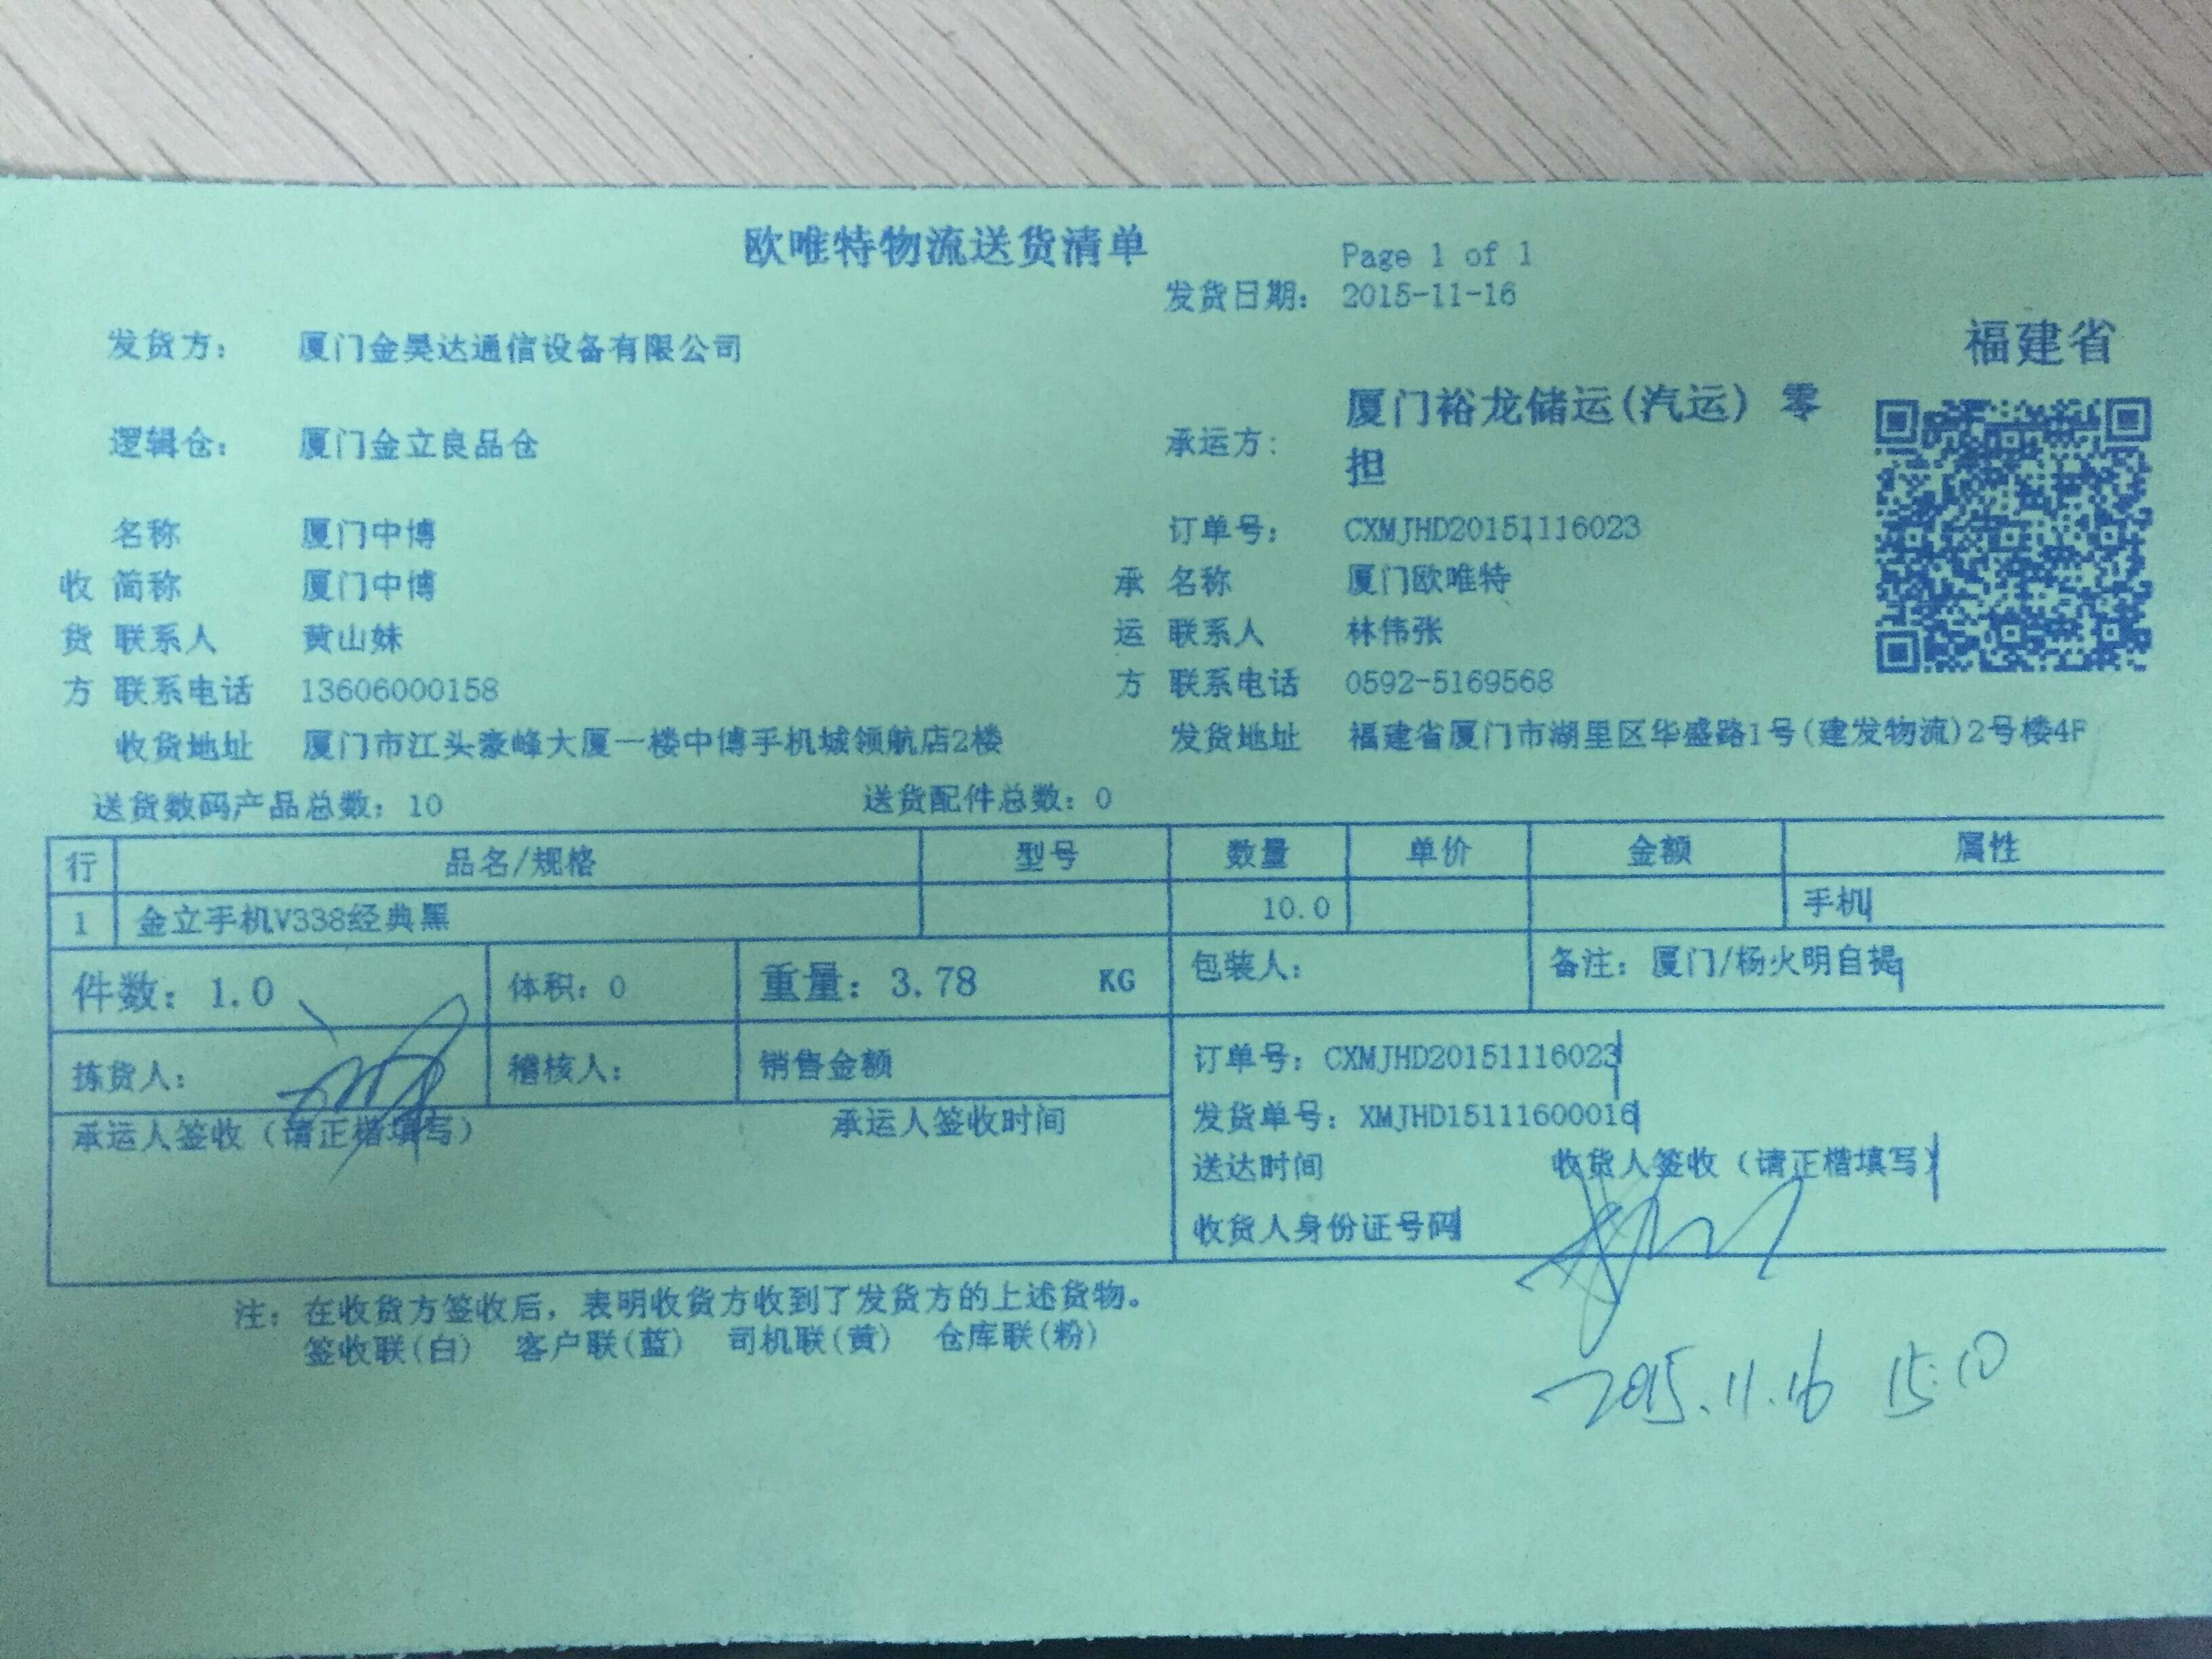 欧唯特物流送货清单
Page 1 of 1
发货日期： 2015-11-16
福建省
发货方： 厦门金昊达通信设备有限公司
逻辑仓： 厦门金立良品仓
承运方： 厦门裕龙储运(汽运) 零担
名称 厦门中博 订单号： CXMJHD20151116023
收 简称 厦门中博 承 名称 厦门欧唯特
货 联系人 黄山妹 运 联系人 林伟张
方 联系电话 13606000158 方 联系电话 0592-5169568
收货地址 厦门市江头豪峰大厦一楼中博手机城领航店2楼 发货地址 福建省厦门市湖里区华盛路1号(建发物流)2号楼4F
送货数码产品总数：10 送货配件总数：0
行 品名/规格 型号 数量 单价 金额 属性
1 金立手机V338经典黑 10.0 手机
件数：1.0 体积：0 重量：3.78 KG 包装人： 备注：厦门/杨火明自提
拣货人： 稽核人： 销售金额 订单号：CXMJHD20151116023
承运人签收（请正楷填写） 承运人签收时间 发货单号：XMJHD15111600016
送达时间 收货人签收（请正楷填写）
收货人身份证号码
注：在收货方签收后，表明收货方收到了发货方的上述货物。
签收联(白) 客户联(蓝) 司机联(黄) 仓库联(粉)
2015.11.16 15:10